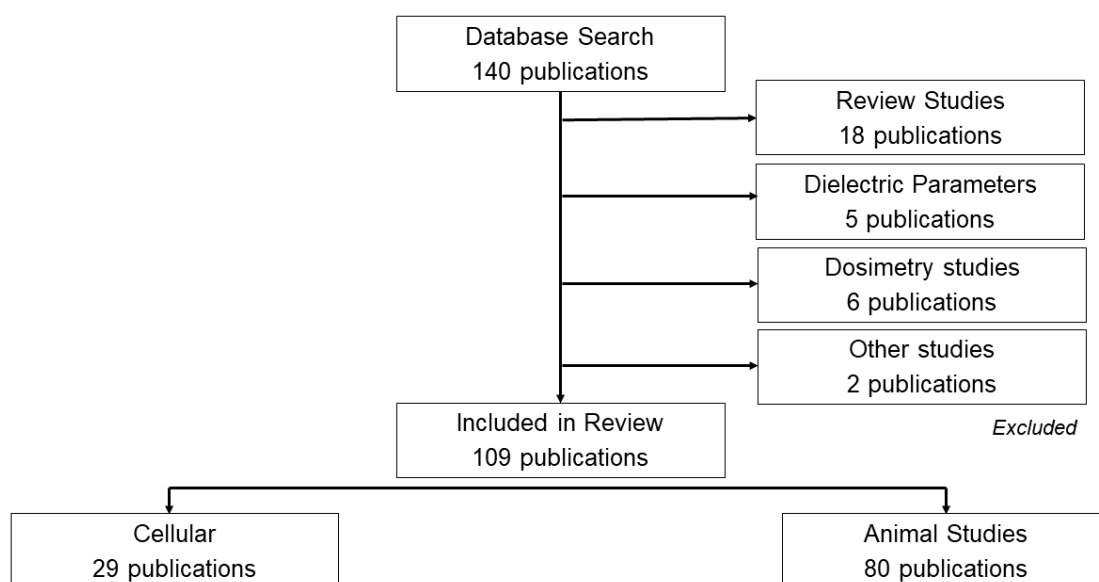 Database Search
140 publications
Review Studies
18 publications
Dielectric Parameters
5 publications
Dosimetry studies
6 publications
Other studies
2 publications
Excluded
Included in Review
109 publications
Cellular
29 publications
Animal Studies
80 publications